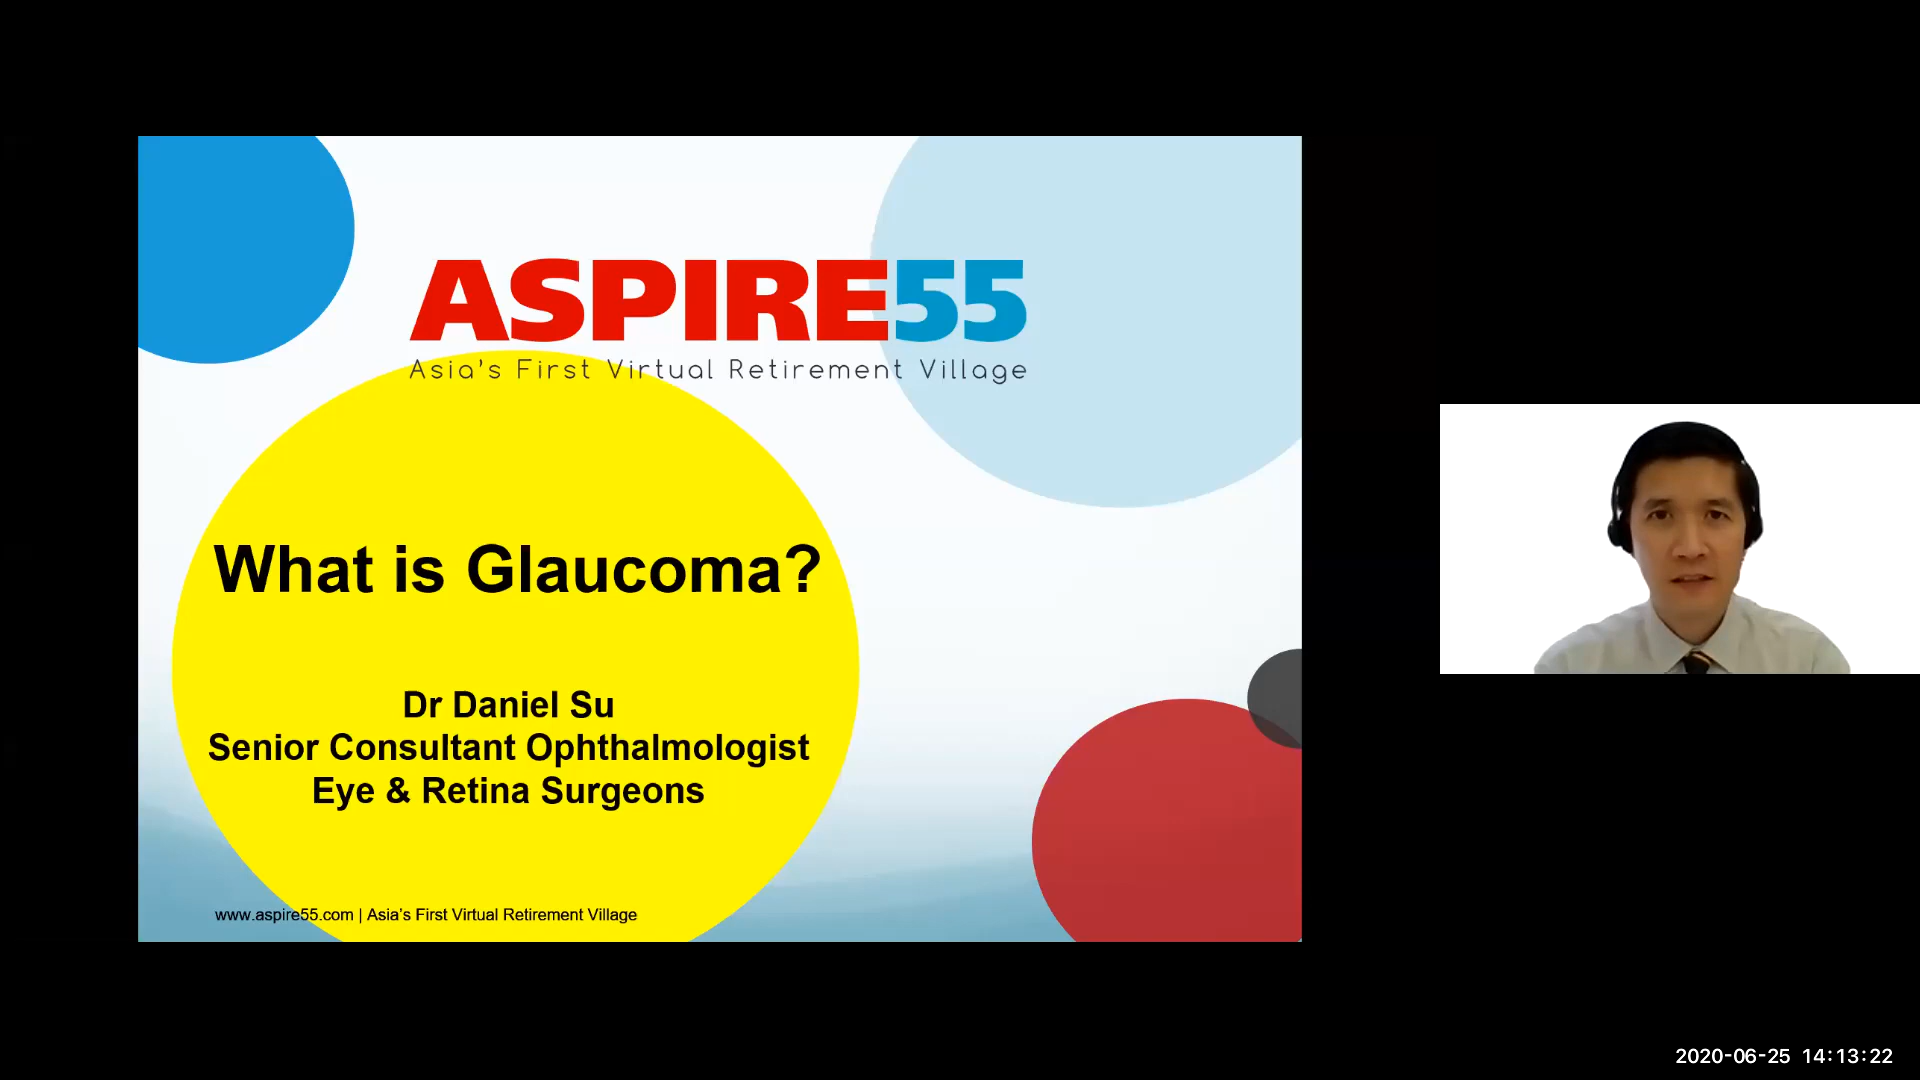 ASPIRE55
Asia's First Virtual Retirement Village
What is Glaucoma?
Dr Daniel Su
Senior Consultant Ophthalmologist
Eye & Retina Surgeons
www.aspire55.com | Asia's First Virtual Retirement Village
2020-06-25 14:13:22